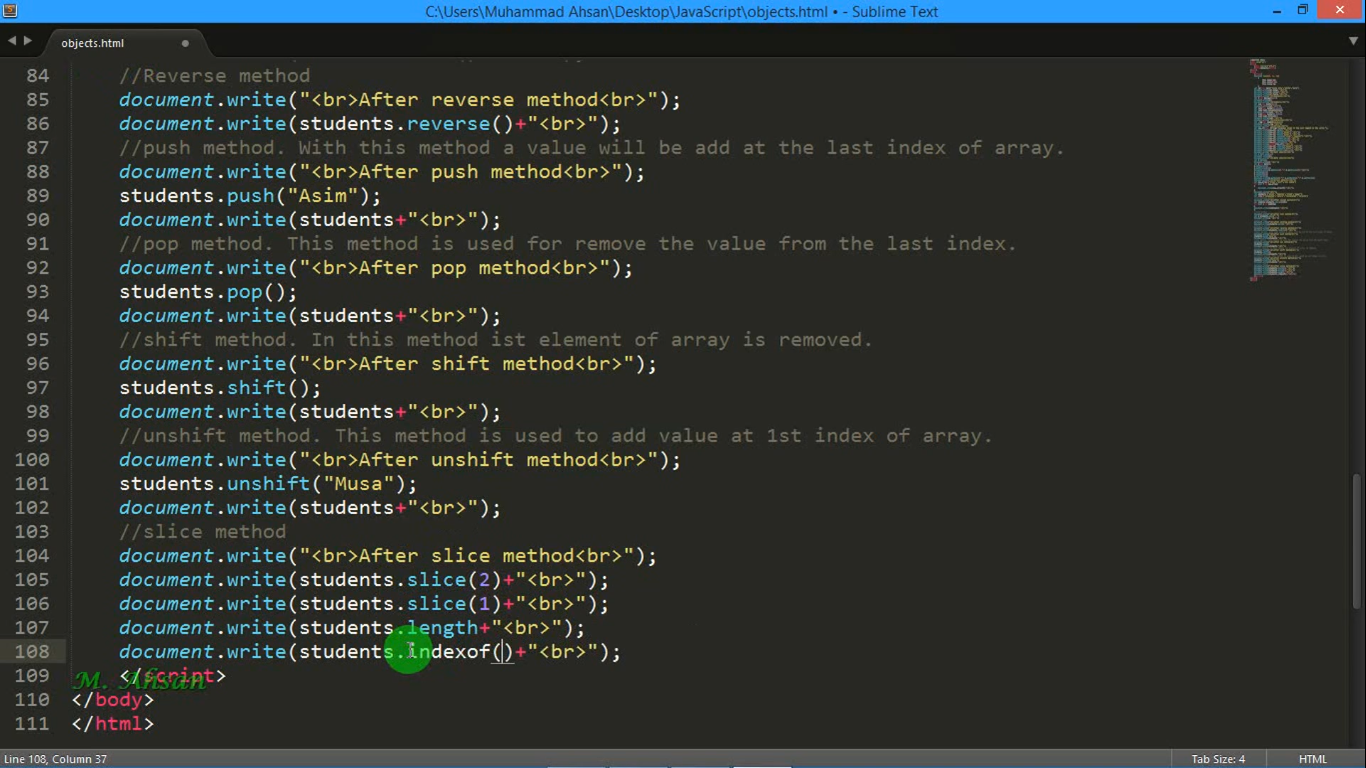 C:\Users\Muhammad Ahsan\Desktop\JavaScript\objects.html • - Sublime Text
objects.html
84 //Reverse method
85 document.write("<br>After reverse method<br>");
86 document.write(students.reverse()+"<br>");
87 //push method. With this method a value will be add at the last index of array.
88 document.write("<br>After push method<br>");
89 students.push("Asim");
90 document.write(students+"<br>");
91 //pop method. This method is used for remove the value from the last index.
92 document.write("<br>After pop method<br>");
93 students.pop();
94 document.write(students+"<br>");
95 //shift method. In this method ist element of array is removed.
96 document.write("<br>After shift method<br>");
97 students.shift();
98 document.write(students+"<br>");
99 //unshift method. This method is used to add value at 1st index of array.
100 document.write("<br>After unshift method<br>");
101 students.unshift("Musa");
102 document.write(students+"<br>");
103 //slice method
104 document.write("<br>After slice method<br>");
105 document.write(students.slice(2)+"<br>");
106 document.write(students.slice(1)+"<br>");
107 document.write(students.length+"<br>");
108 document.write(students.indexof()+"<br>");
109 </script>
M. Ahsan
110 </body>
111 </html>
Line 108, Column 37
Tab Size: 4
HTML